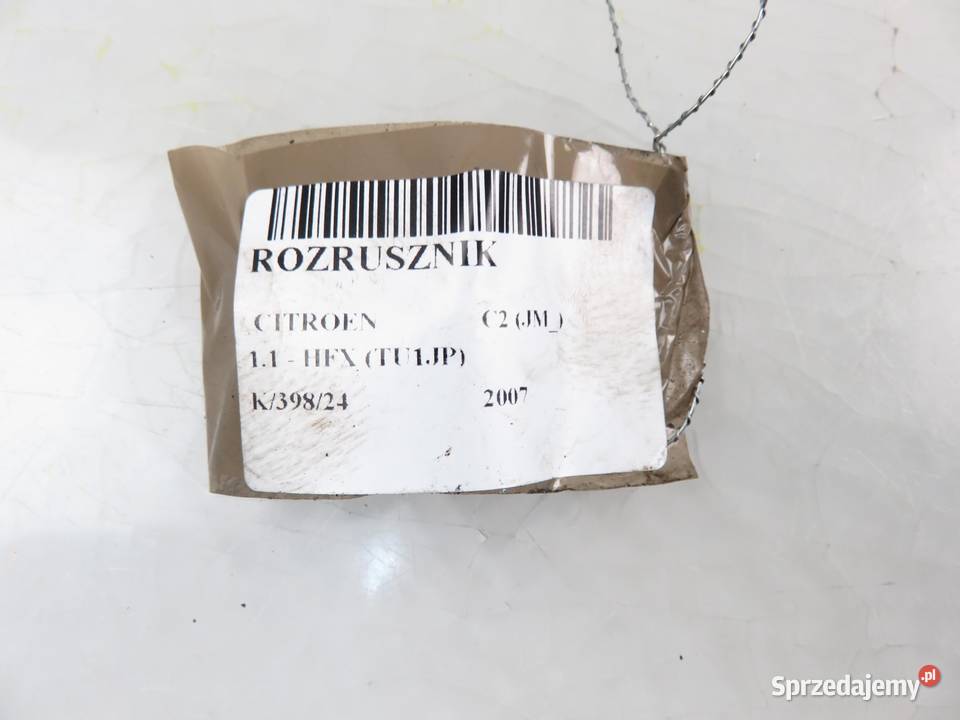 ROZRUSZNIK
CITROEN C2 (JM_)
1.1 - HFX (TU1JP)
K/398/24 2007
Sprzedajemy.pl